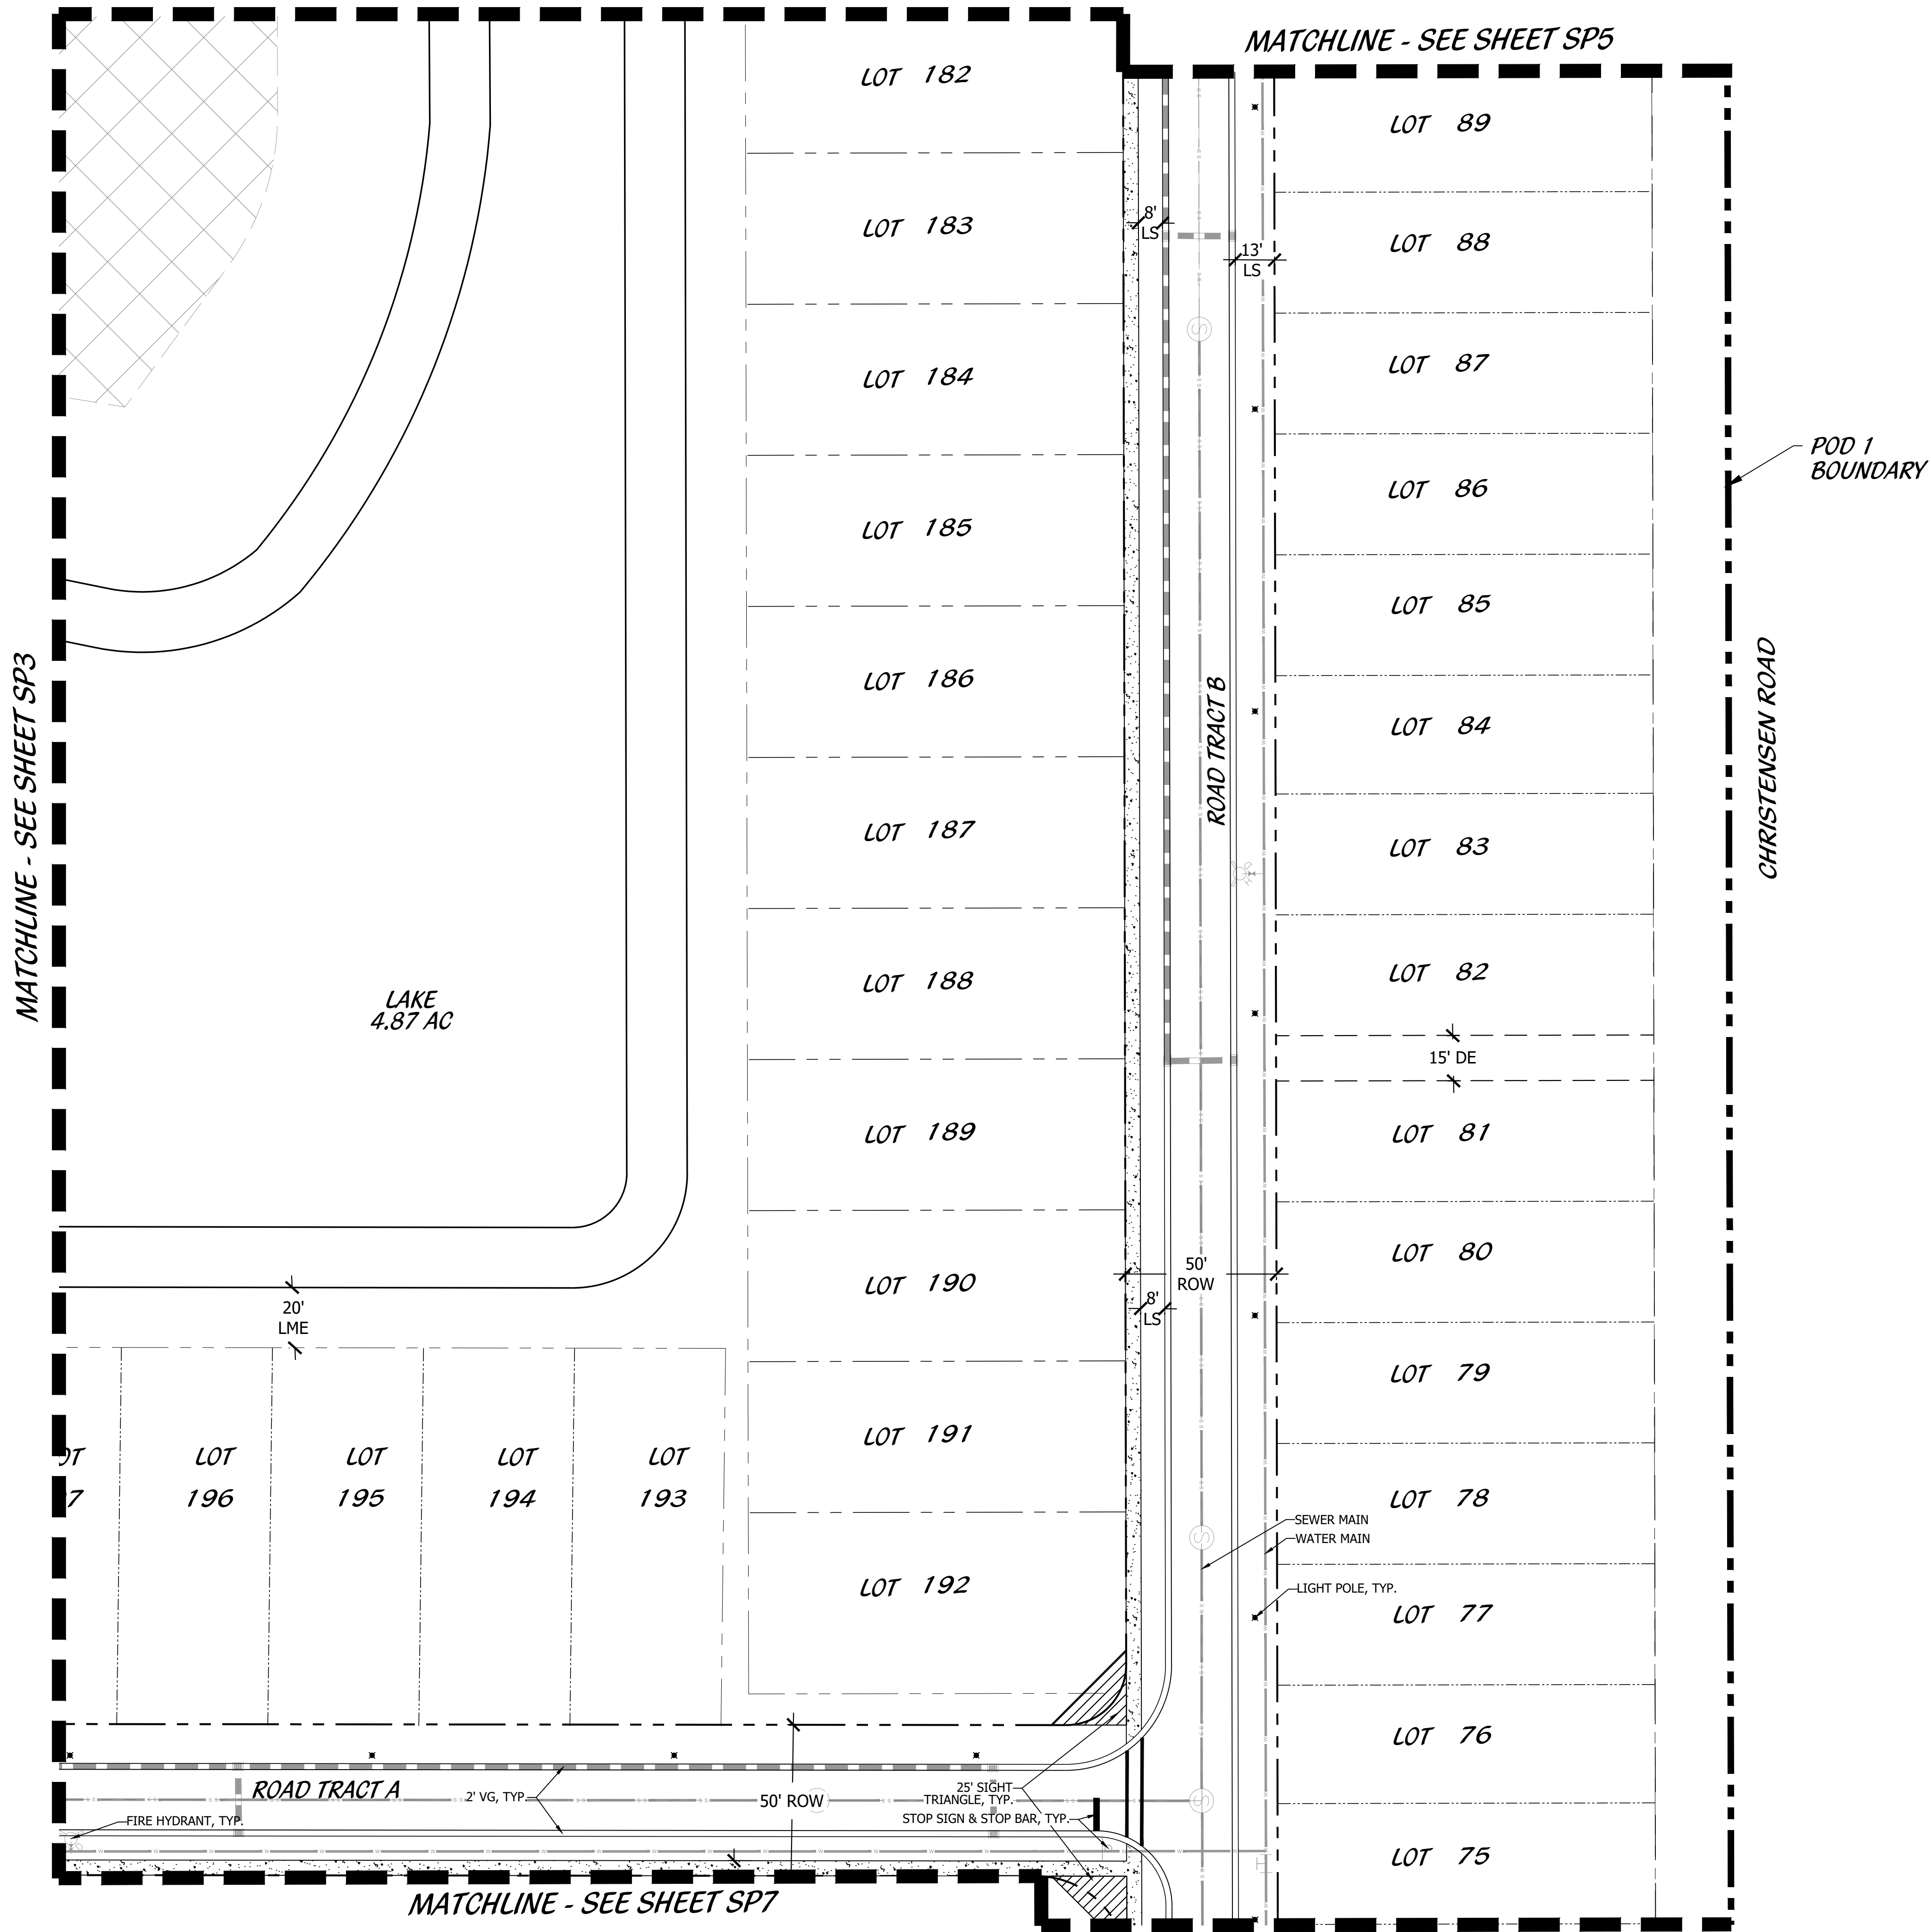 MATCHLINE - SEE SHEET SP5
LOT 182
LOT 89
LOT 183
8'
LS
13'
LS
LOT 88
LOT 184
LOT 87
POD 1
BOUNDARY
LOT 185
LOT 86
LOT 186
LOT 85
MATCHLINE - SEE SHEET SP3
ROAD TRACT B
CHRISTENSEN ROAD
LOT 84
LOT 187
LOT 83
LOT 188
LOT 82
LAKE
4.87 AC
15' DE
LOT 189
LOT 81
LOT 190
50'
ROW
LOT 80
8'
LS
20'
LME
LOT 79
LOT 191
LOT
196
LOT
195
LOT
194
LOT
193
LOT 78
SEWER MAIN
WATER MAIN
LOT 192
LIGHT POLE, TYP.
LOT 77
LOT 76
ROAD TRACT A
2' VG, TYP.
50' ROW
25' SIGHT
TRIANGLE, TYP.
STOP SIGN & STOP BAR, TYP.
FIRE HYDRANT, TYP.
LOT 75
MATCHLINE - SEE SHEET SP7